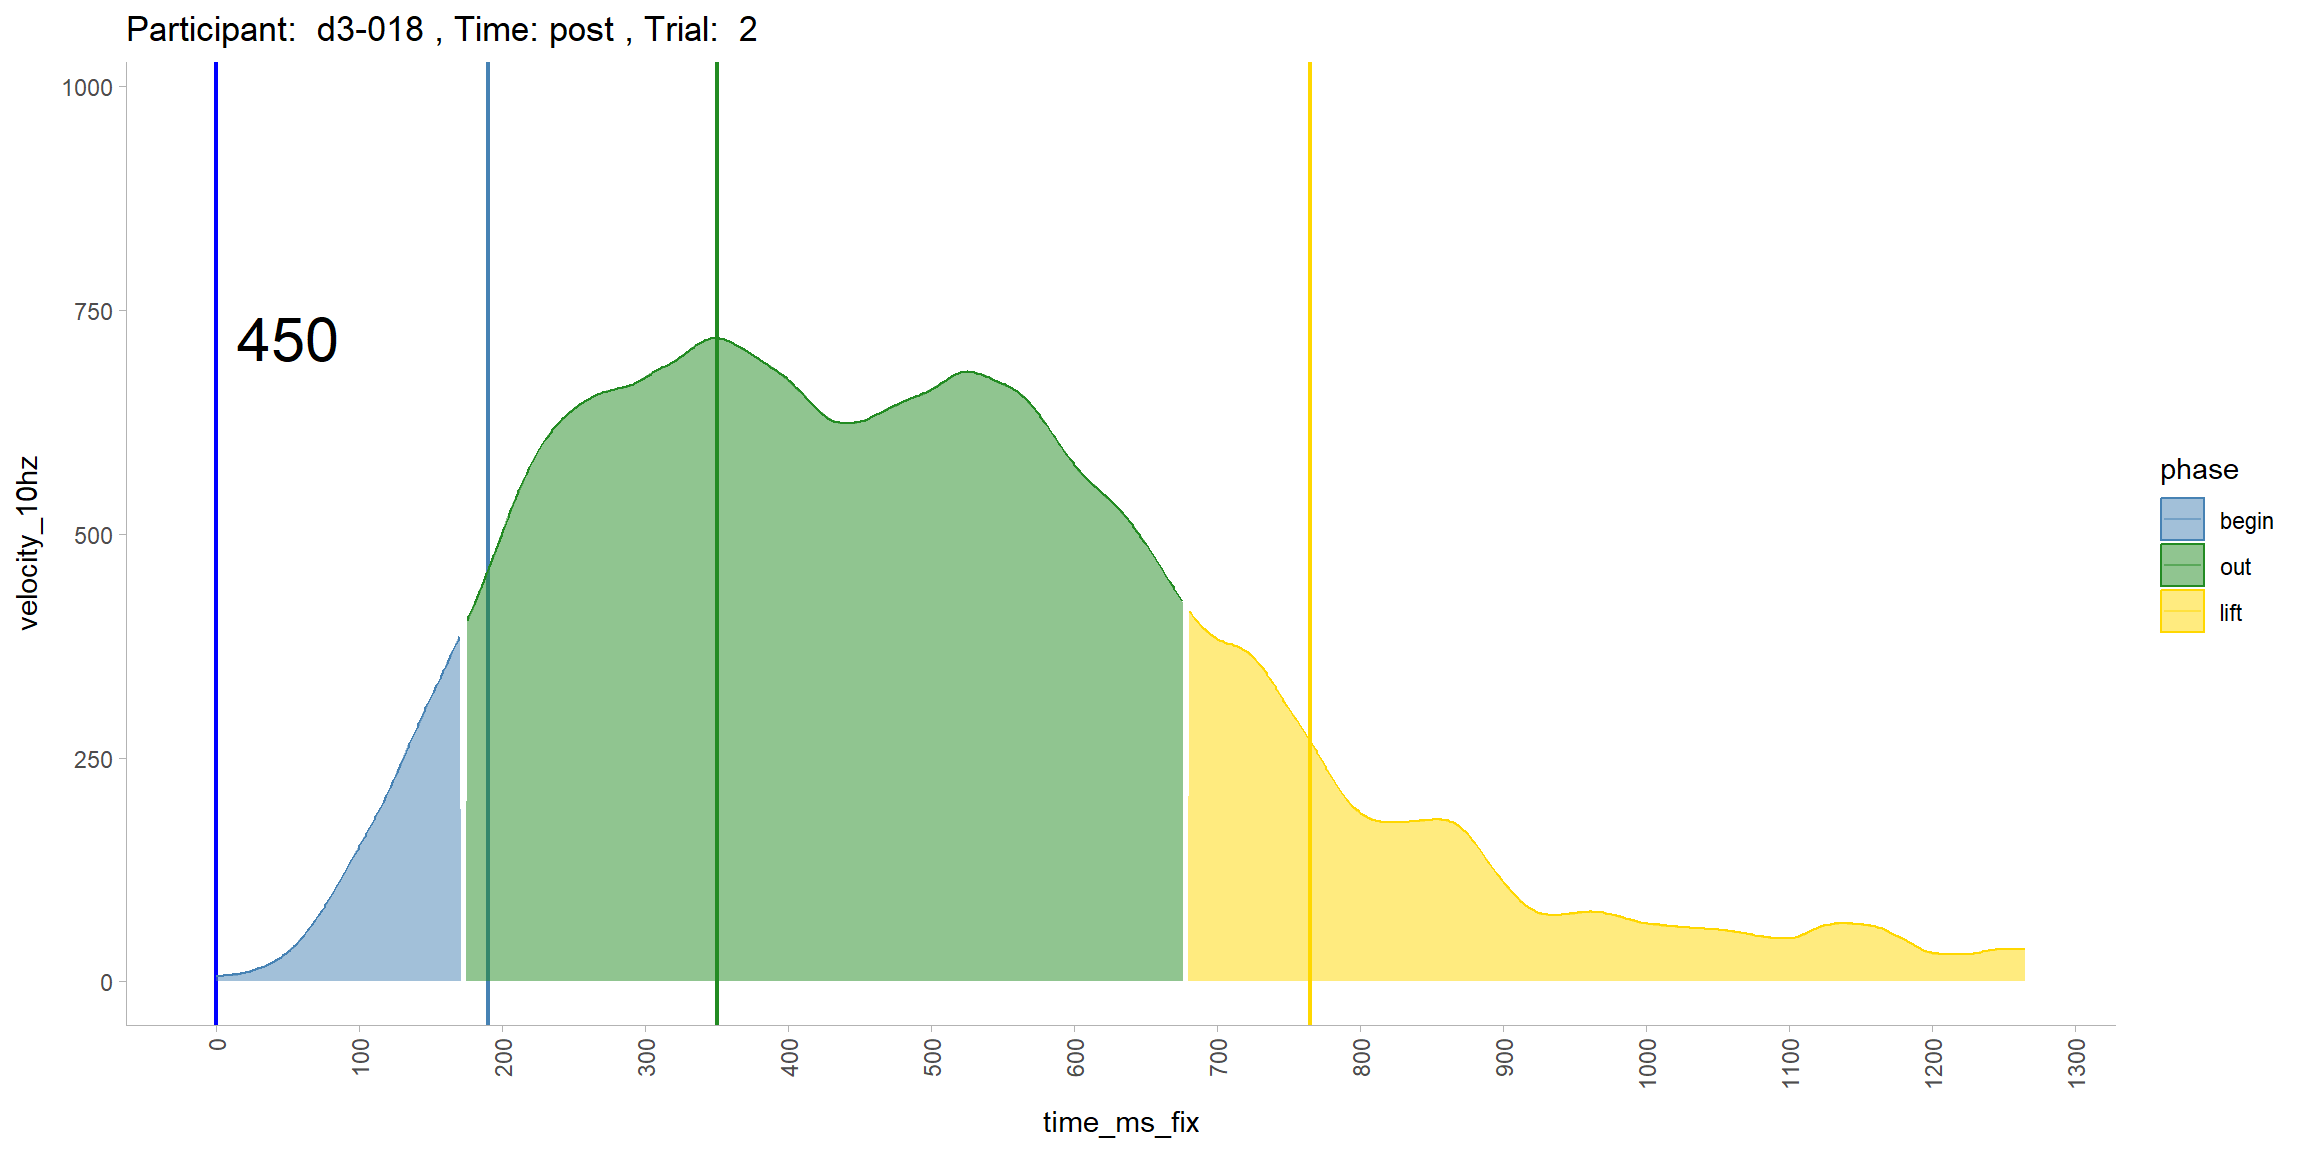 Participant:  d3-018 , Time: post , Trial:  2
1000
750
500
250
0
velocity_10hz
450
0
100
200
300
400
500
600
700
800
900
1000
1100
1200
1300
time_ms_fix
phase
begin
out
lift